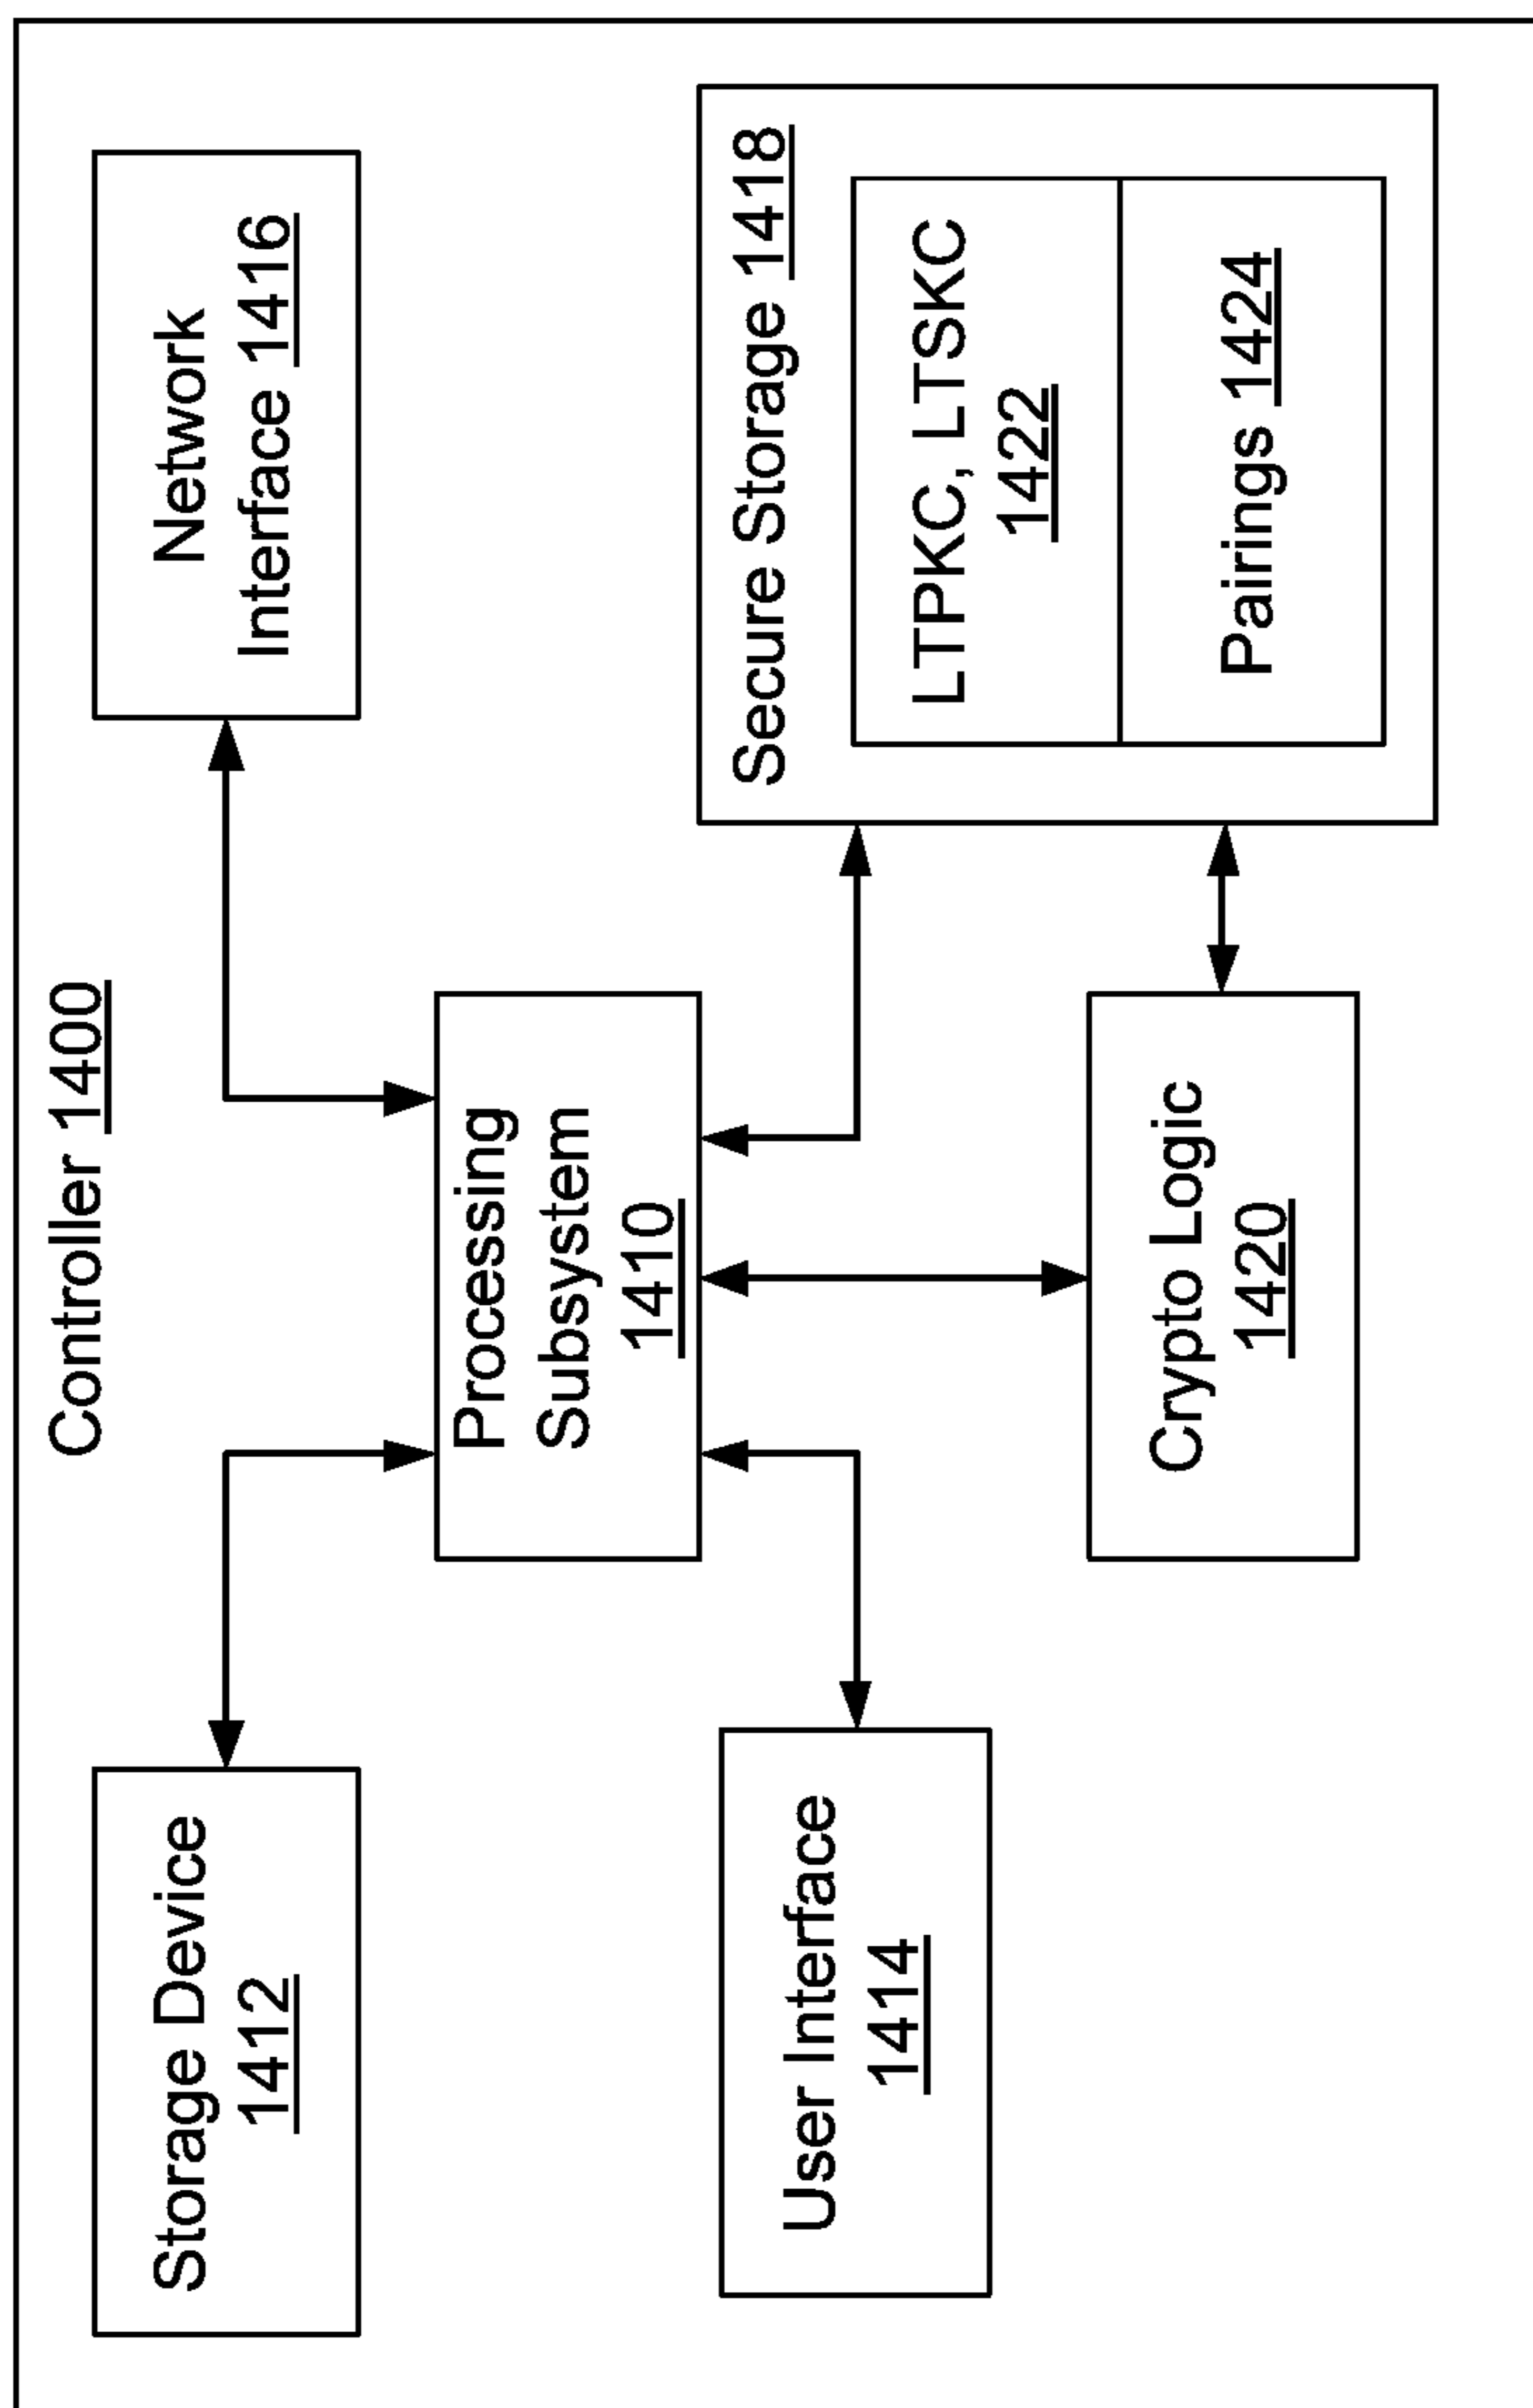 Controller 1400
Storage Device
1412
Network
Interface 1416
Processing
Subsystem
1410
User Interface
1414
Secure Storage 1418
LTPKC, LTSKC
1422
Pairings 1424
Crypto Logic
1420